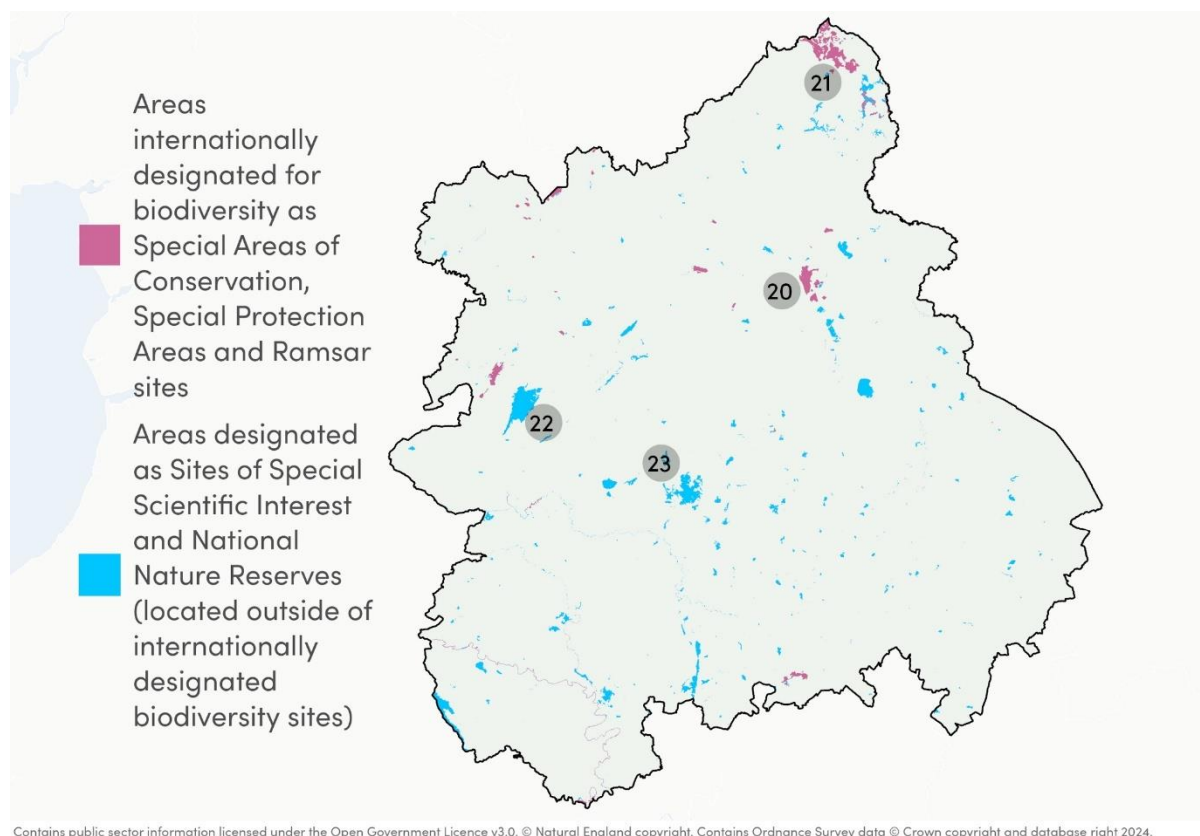 Areas
internationally
designated for
biodiversity as
Special Areas of
Conservation,
Special Protection
Areas and Ramsar
sites
Areas designated
as Sites of Special
Scientific Interest
and National
Nature Reserves
(located outside of
internationally
designated
biodiversity sites)
21
20
22
23
Contains public sector information licensed under the Open Government Licence v3.0. © Natural England copyright. Contains Ordnance Survey data © Crown copyright and database right 2024.